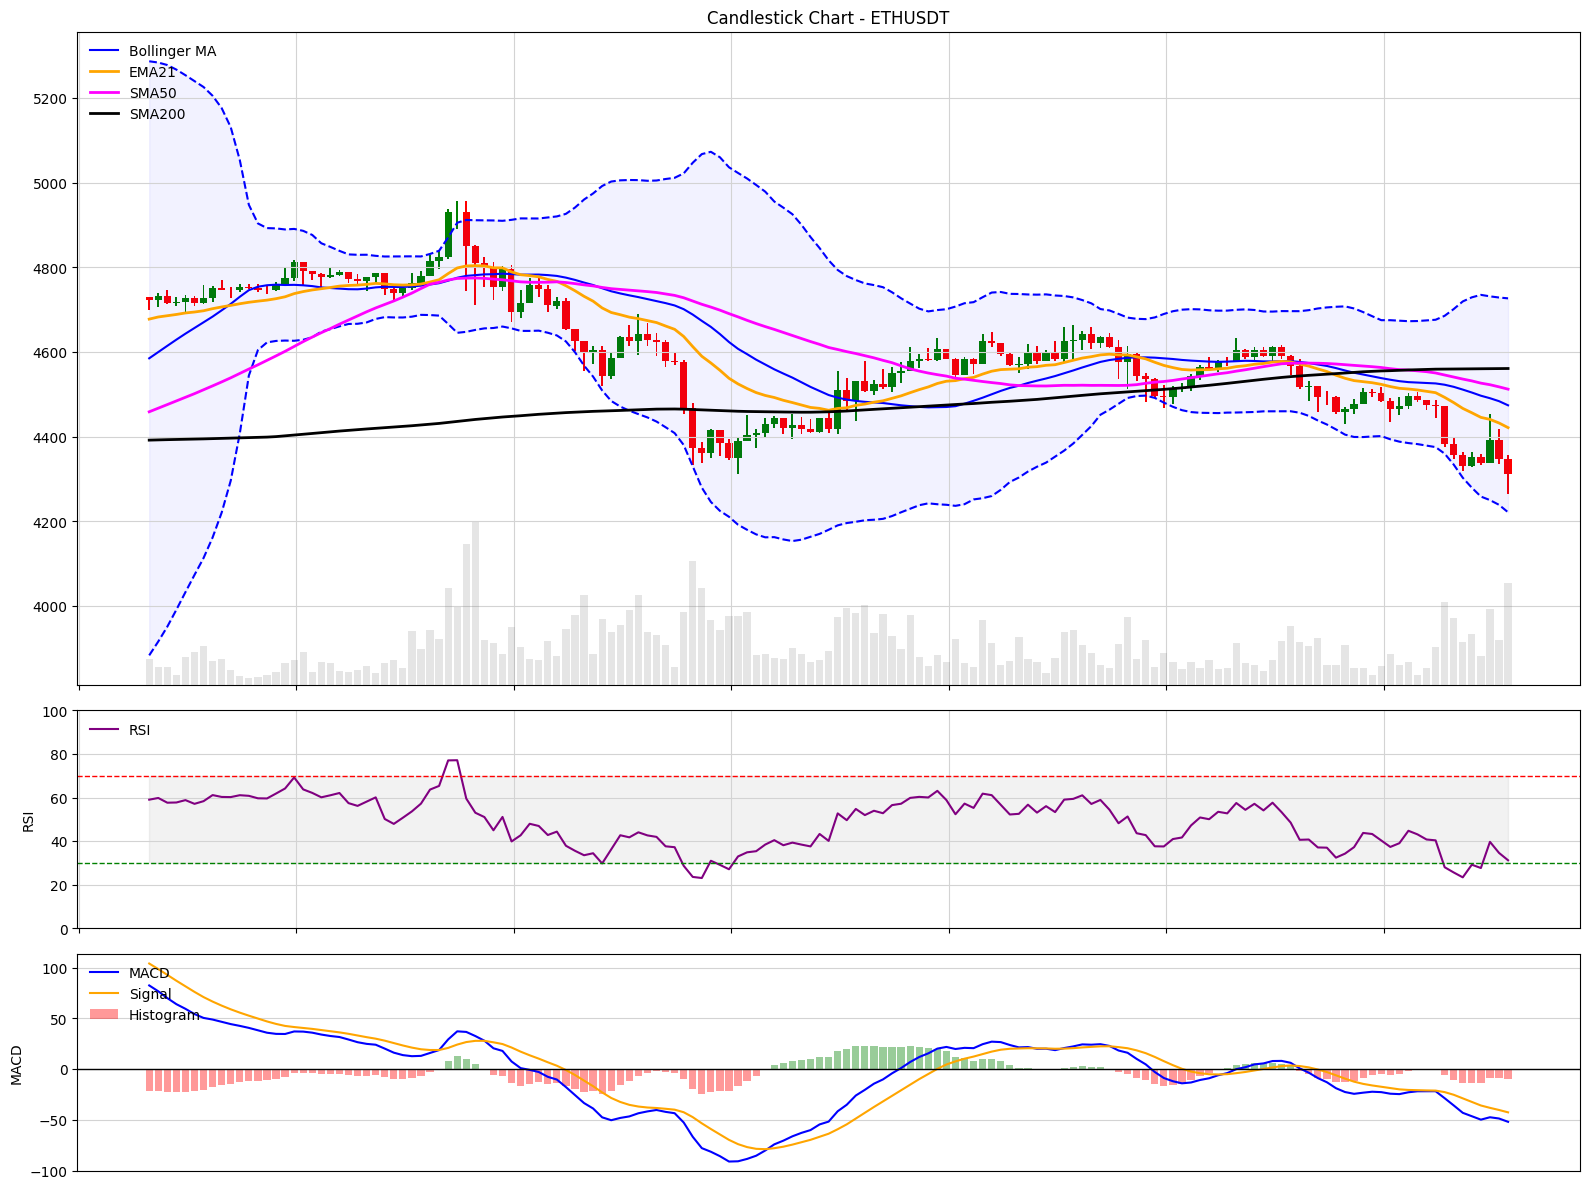 Candlestick Chart - ETHUSDT
Bollinger MA
EMA21
SMA50
SMA200
5200
5000
4800
4600
4400
4200
4000
RSI
100
80
60
40
20
0
RSI
MACD
Signal
Histogram
100
50
0
−50
−100
MACD